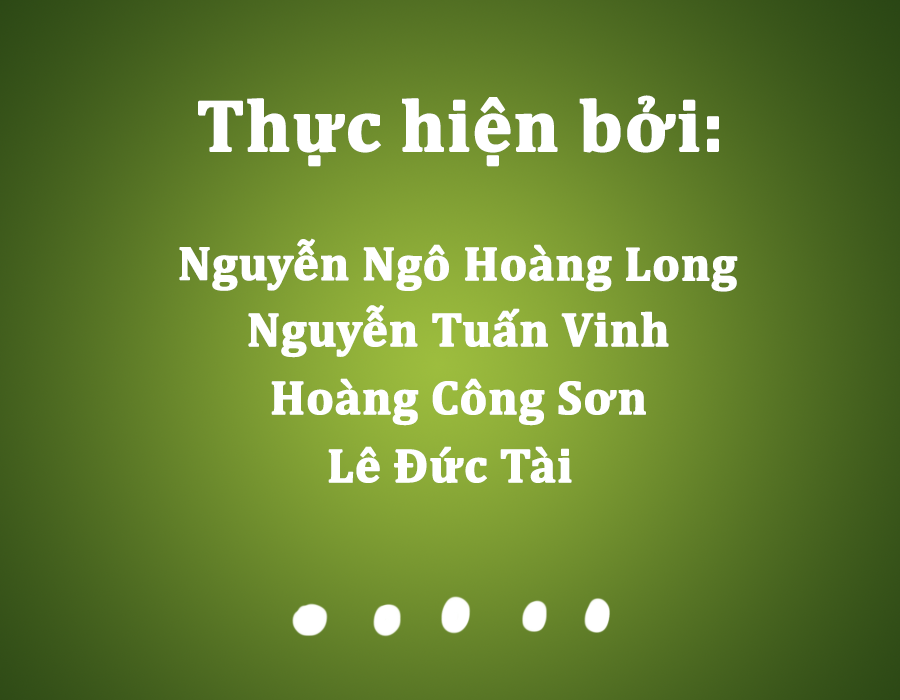 Thực hiện bởi:
Nguyễn Ngô Hoàng Long
Nguyễn Tuấn Vinh
Hoàng Công Sơn
Lê Đức Tài